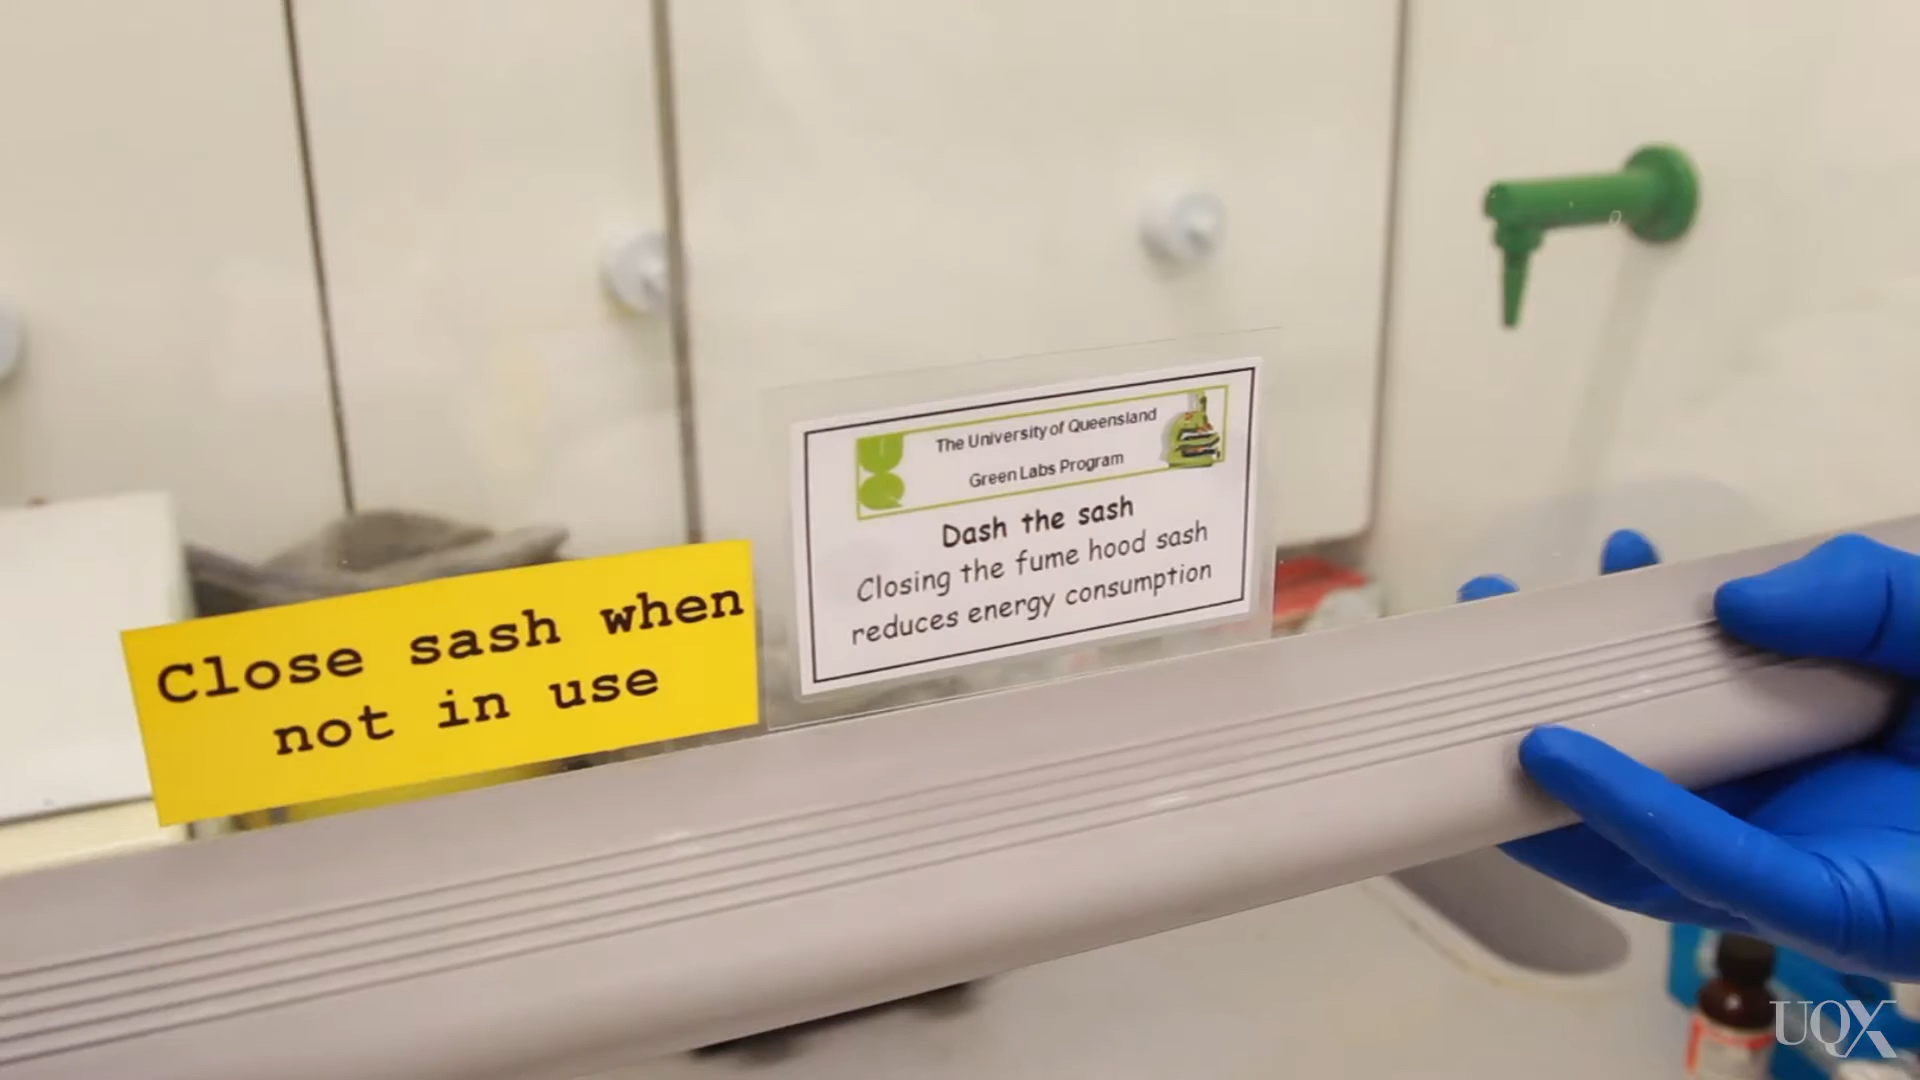 Close sash when
not in use
UQ
The University of Queensland
Green Labs Program
Dash the sash
Closing the fume hood sash
reduces energy consumption
UQX